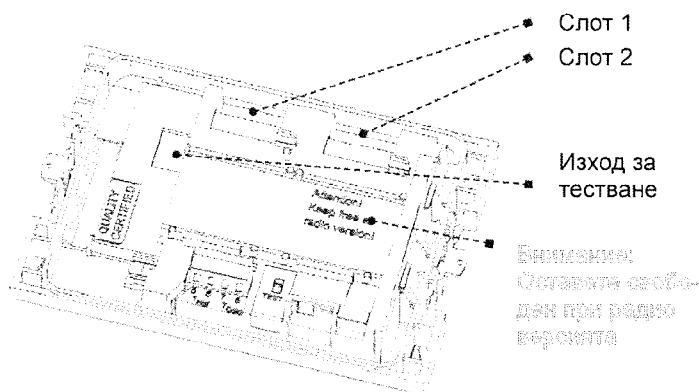 Слот 1
Слот 2
Изход за
тестване
Внимание:
Оставете свобо-
ден при радио
версията
Attention!
Keep free at
radio version!
QUALITY
CERTIFIED
TEST